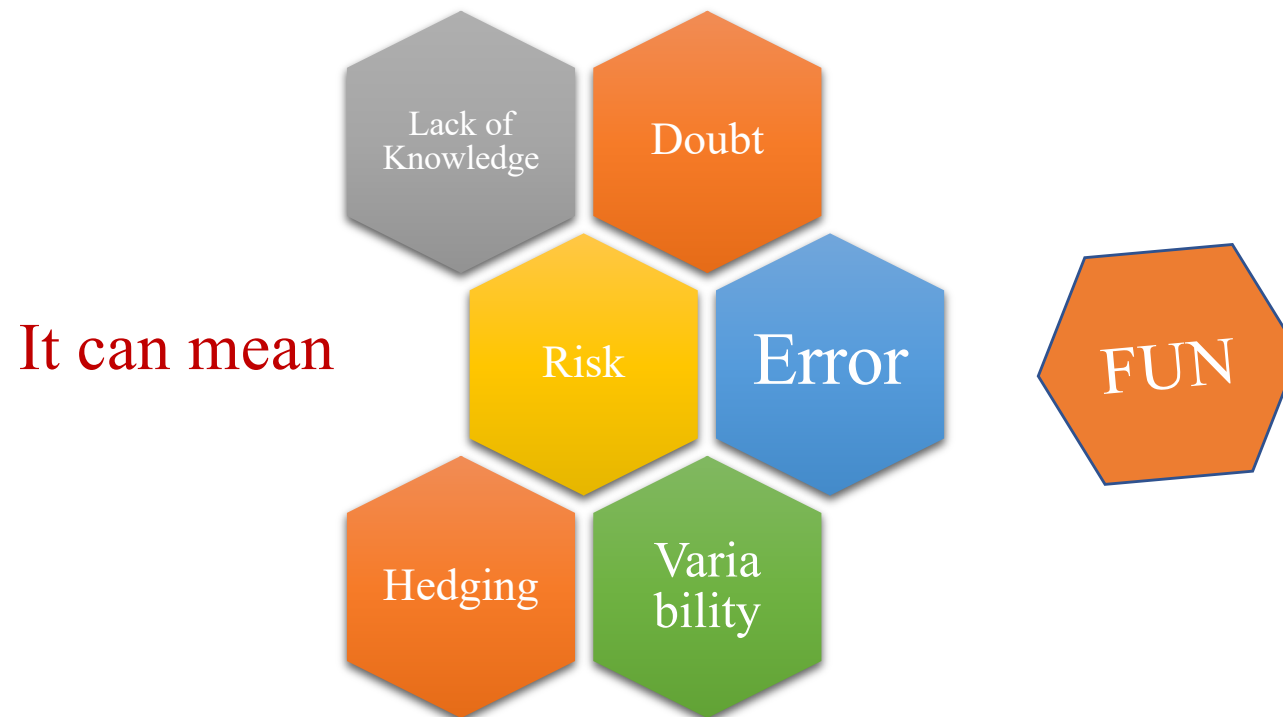 Lack of
Knowledge
Doubt
It can mean
Risk
Error
FUN
Hedging
Varia
bility